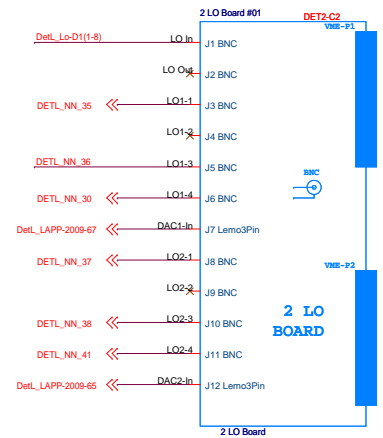 2 LO Board #01
DET2-C2
VME-P1
DetL_Lo-D1(1-8) LO In J1 BNC
LO Out J2 BNC
DETL_NN_35 LO1-1 J3 BNC
LO1-2 J4 BNC
DETL_NN_36 LO1-3 J5 BNC
BNC
DETL_NN_30 LO1-4 J6 BNC
DetL_LAPP-2009-67 DAC1-In J7 Lemo3Pin
DETL_NN_37 LO2-1 J8 BNC
VME-P2
LO2-2 J9 BNC
DETL_NN_38 LO2-3 J10 BNC
2 LO
BOARD
DETL_NN_41 LO2-4 J11 BNC
DetL_LAPP-2009-65 DAC2-In J12 Lemo3Pin
2 LO Board